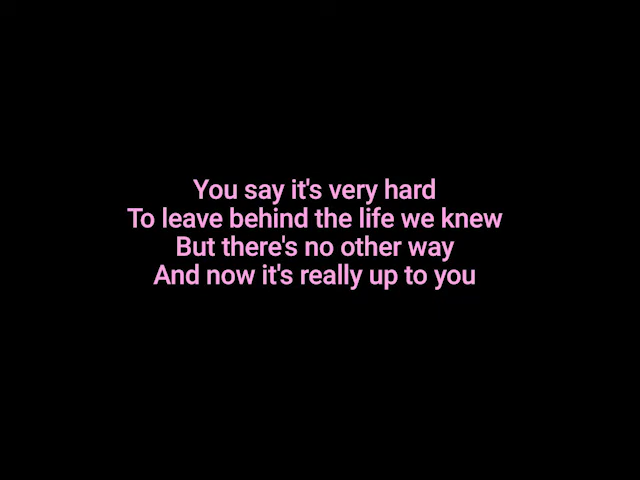 You say it's very hard
To leave behind the life we knew
But there's no other way
And now it's really up to you